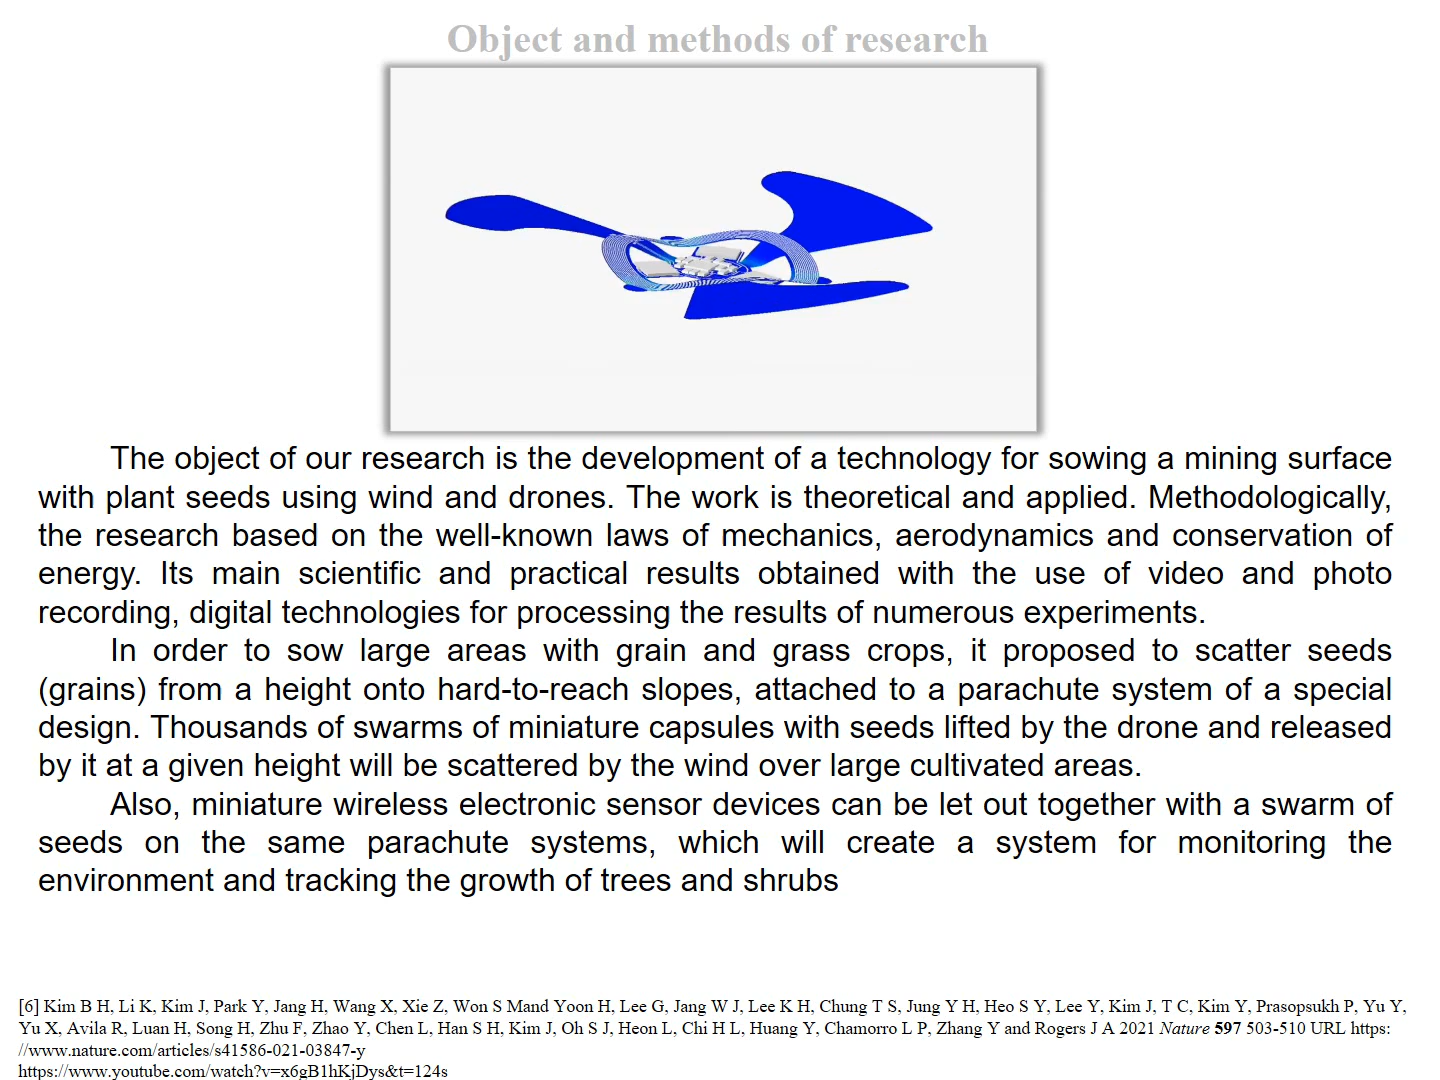 Object and methods of research
The object of our research is the development of a technology for sowing a mining surface
with plant seeds using wind and drones. The work is theoretical and applied. Methodologically,
the research based on the well-known laws of mechanics, aerodynamics and conservation of
energy. Its main scientific and practical results obtained with the use of video and photo
recording, digital technologies for processing the results of numerous experiments.
In order to sow large areas with grain and grass crops, it proposed to scatter seeds
(grains) from a height onto hard-to-reach slopes, attached to a parachute system of a special
design. Thousands of swarms of miniature capsules with seeds lifted by the drone and released
by it at a given height will be scattered by the wind over large cultivated areas.
Also, miniature wireless electronic sensor devices can be let out together with a swarm of
seeds on the same parachute systems, which will create a system for monitoring the
environment and tracking the growth of trees and shrubs
[6] Kim B H, Li K, Kim J, Park Y, Jang H, Wang X, Xie Z, Won S Mand Yoon H, Lee G, Jang W J, Lee K H, Chung T S, Jung Y H, Heo S Y, Lee Y, Kim J, T C, Kim Y, Prasopsukh P, Yu Y,
Yu X, Avila R, Luan H, Song H, Zhu F, Zhao Y, Chen L, Han S H, Kim J, Oh S J, Heon L, Chi H L, Huang Y, Chamorro L P, Zhang Y and Rogers J A 2021 Nature 597 503-510 URL https:
//www.nature.com/articles/s41586-021-03847-y
https://www.youtube.com/watch?v=x6gB1hKjDys&t=124s